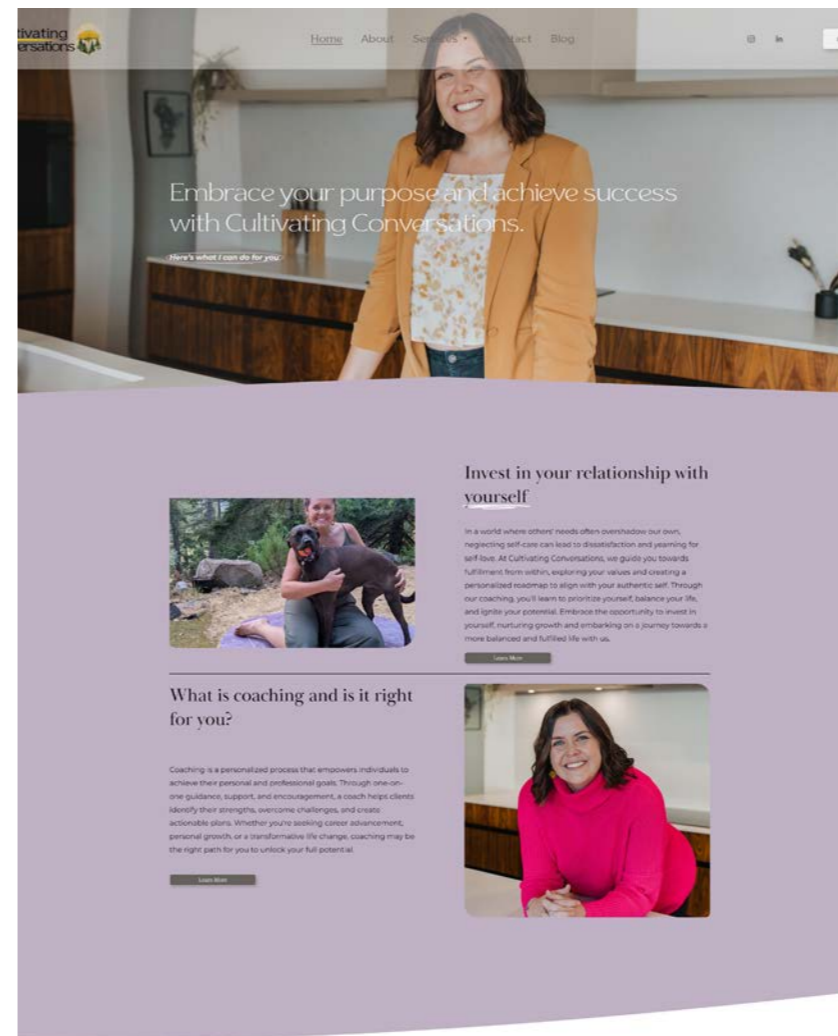 tivating
ersations
Home About Services Contact Blog
in
Embrace your purpose and achieve success
with Cultivating Conversations.
Here's what I can do for you.
Invest in your relationship with
yourself
In a world where others' needs often overshadow our own,
neglecting self-care can lead to dissatisfaction and yearning for
self-love. At Cultivating Conversations, we guide you towards
fulfillment from within, exploring your values and creating a
personalized roadmap to align with your authentic self. Through
our coaching, you'll learn to prioritize yourself, balance your life,
and ignite your potential. Embrace the opportunity to invest in
yourself, nurturing growth and embarking on a journey towards a
more balanced and fulfilled life with us.
Learn More
What is coaching and is it right
for you?
Coaching is a personalized process that empowers individuals to
achieve their personal and professional goals. Through one-on-
one guidance, support, and encouragement, a coach helps clients
identify their strengths, overcome challenges, and create
actionable plans. Whether you're seeking career advancement,
personal growth, or a transformative life change, coaching may be
the right path for you to unlock your full potential.
Learn More